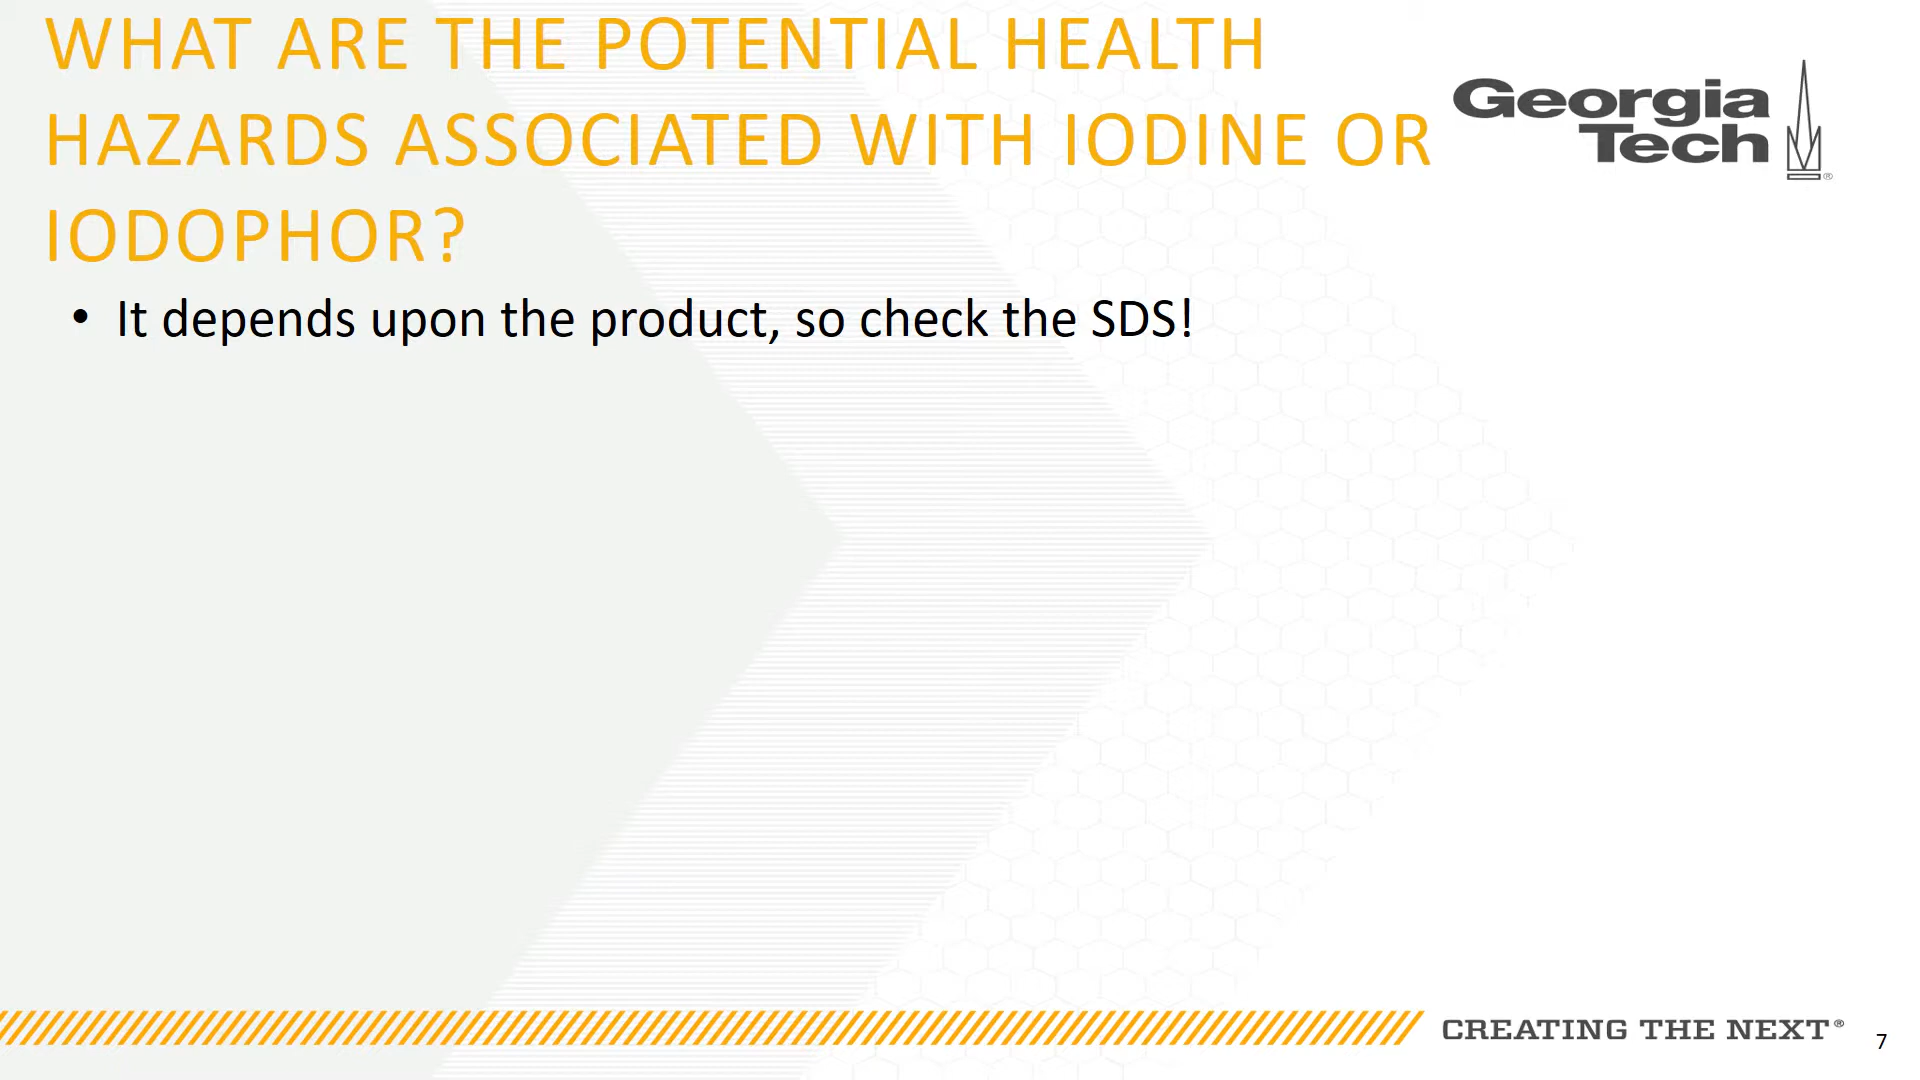 WHAT ARE THE POTENTIAL HEALTH
HAZARDS ASSOCIATED WITH IODINE OR
IODOPHOR?
Georgia
Tech
®
• It depends upon the product, so check the SDS!
CREATING THE NEXT®
7